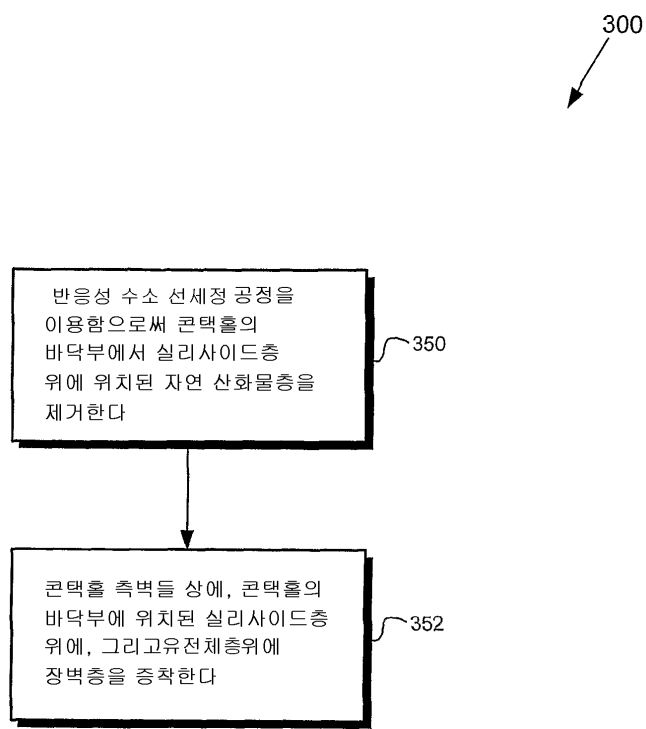 300
반응성 수소 선세정 공정을
이용함으로써 콘택홀의
바닥부에서 실리사이드층
위에 위치된 자연 산화물층을
제거한다
350
콘택홀 측벽들 상에, 콘택홀의
바닥부에 위치된 실리사이드층
위에, 그리고유전체층위에
장벽층을 증착한다
352